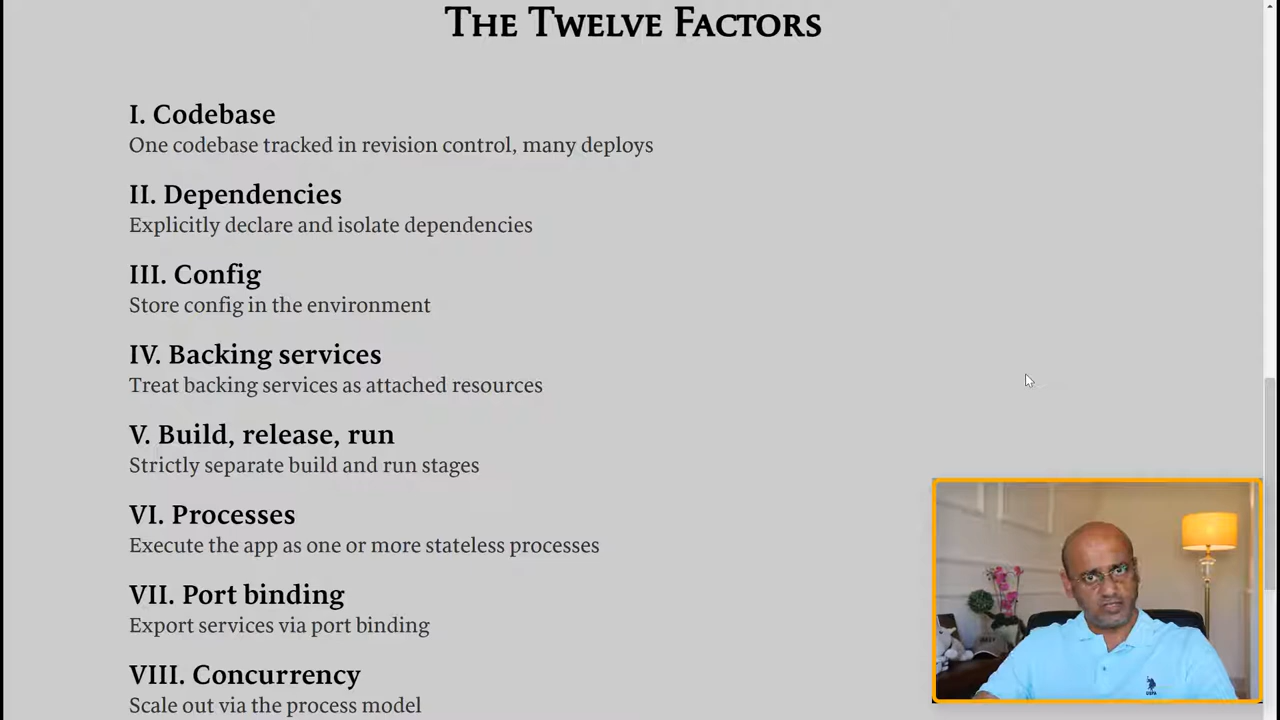 The Twelve Factors
I. Codebase
One codebase tracked in revision control, many deploys
II. Dependencies
Explicitly declare and isolate dependencies
III. Config
Store config in the environment
IV. Backing services
Treat backing services as attached resources
V. Build, release, run
Strictly separate build and run stages
VI. Processes
Execute the app as one or more stateless processes
VII. Port binding
Export services via port binding
VIII. Concurrency
Scale out via the process model
USPA